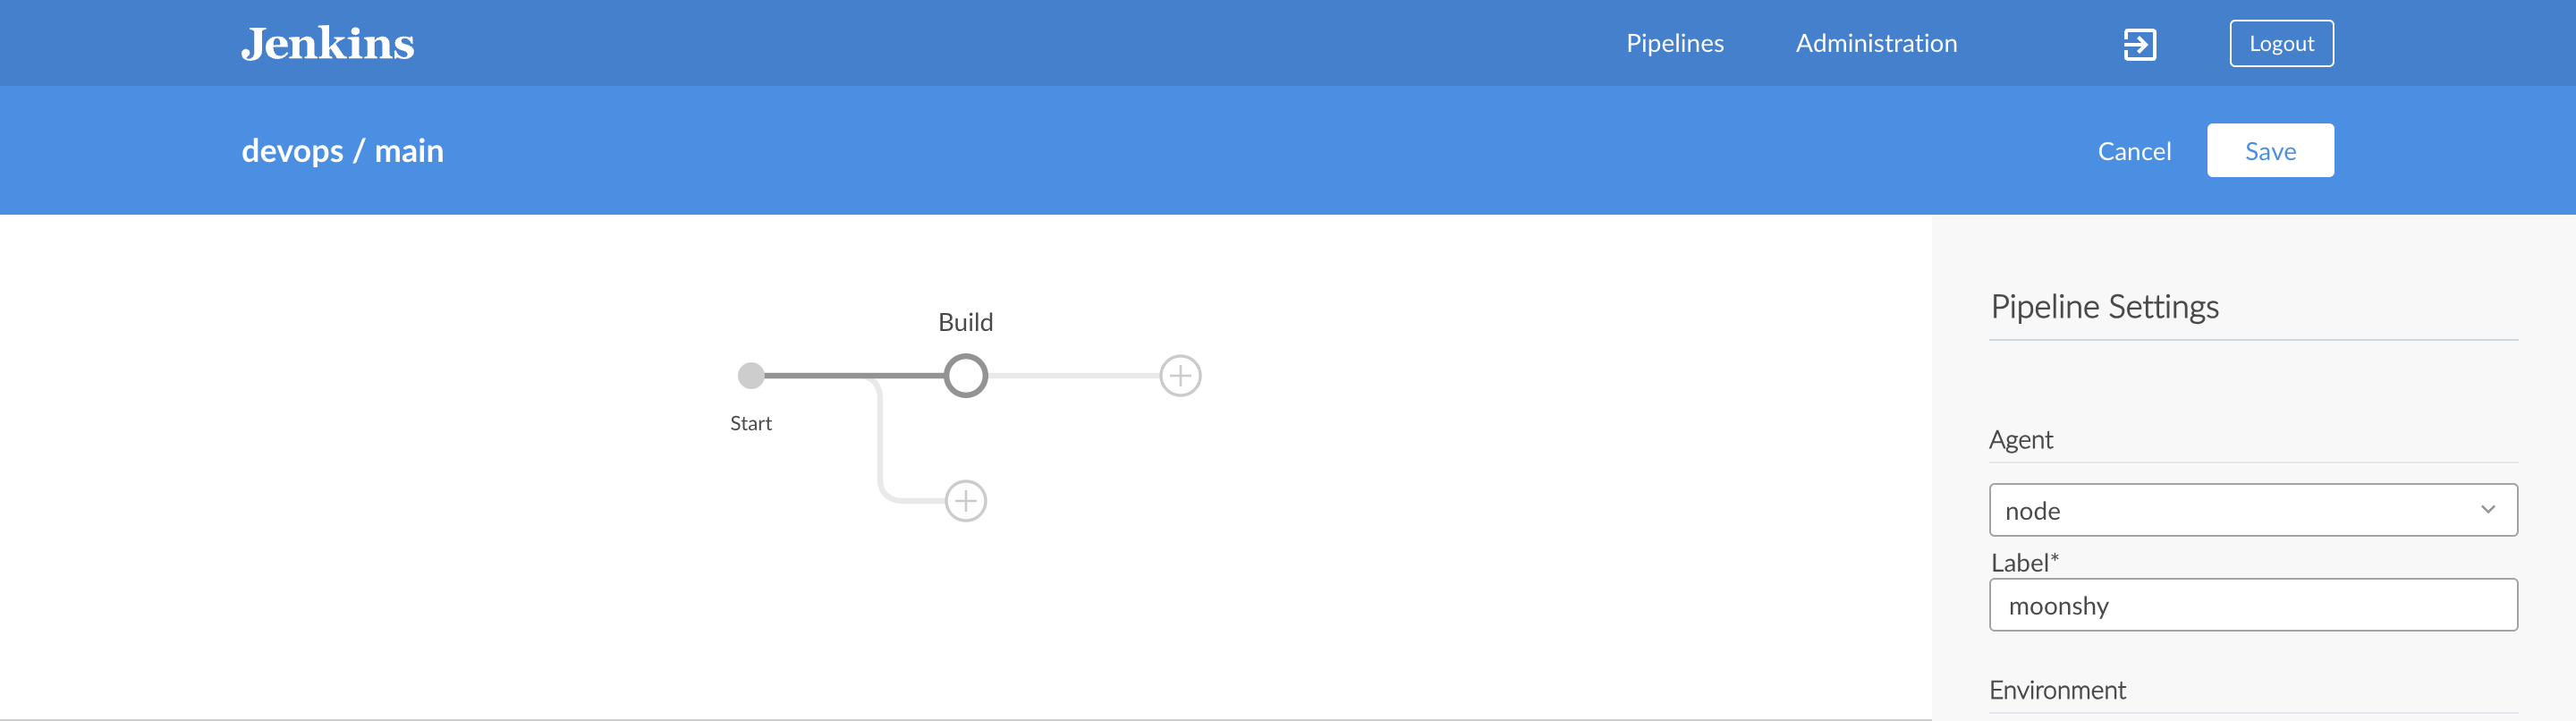 Jenkins
Pipelines
Administration
Logout
devops / main
Cancel
Save
Build
Start
Pipeline Settings
Agent
node
Label*
moonshy
Environment